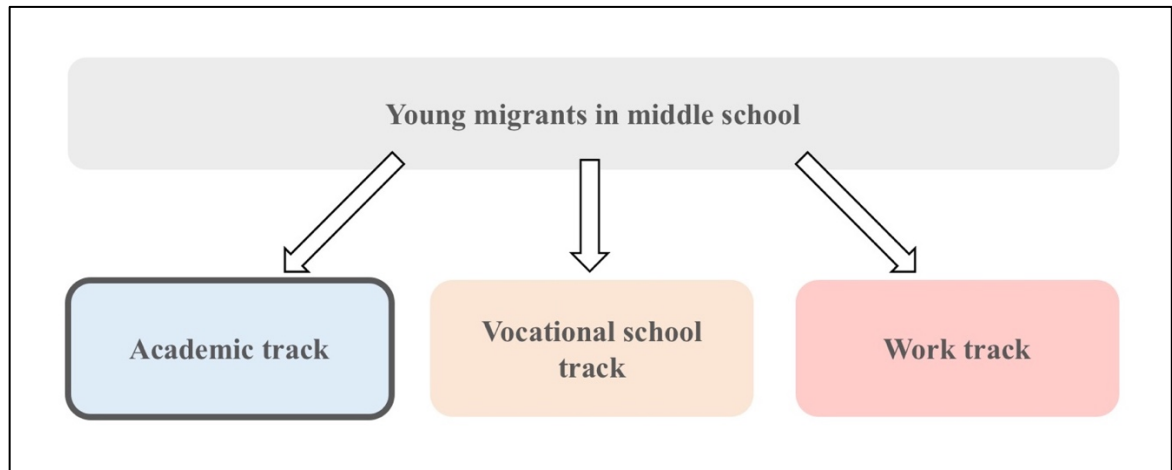 Young migrants in middle school
Academic track
Vocational school
track
Work track